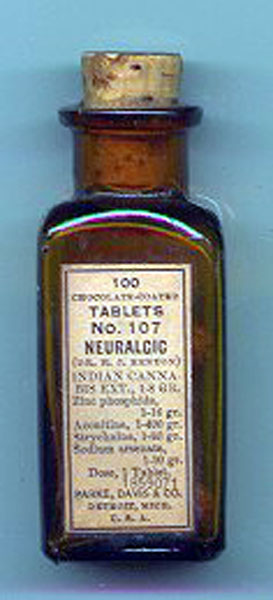 100
CHOCOLATE-COATED
TABLETS
No. 107
NEURALGIC
(DR. H. C. BENTON)
INDIAN CANNA-
BIS EXT., 1-8 GR.
Zinc phosphide,
1-16 gr.
Aconitine, 1-400 gr.
Strychnine, 1-60 gr.
Sodium arsenate,
gr.
Dose, 1 Tablet.
PARKE, DAVIS & CO.
DETROIT, MICH.
U. S. A.